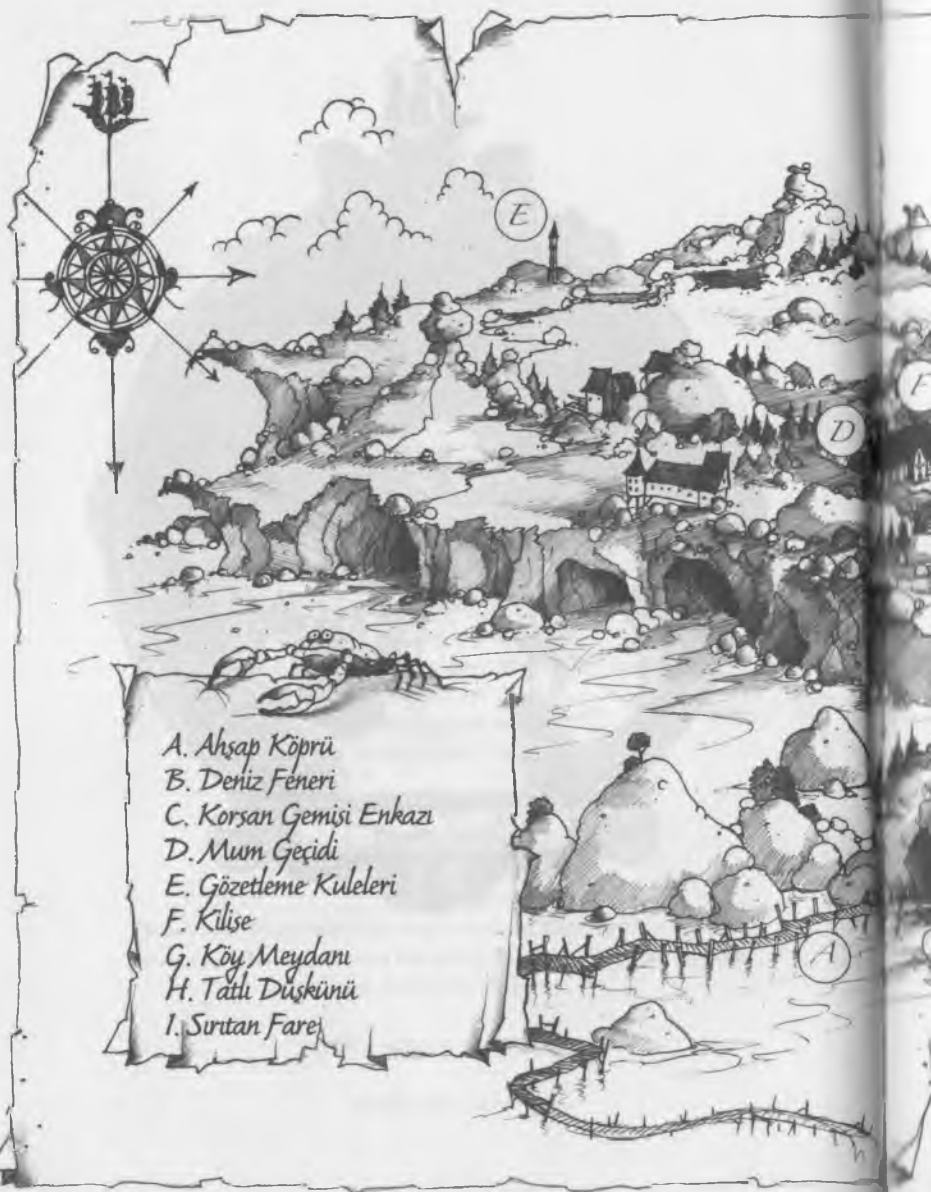 E
F
D
A. Ahşap Köprü
B. Deniz Feneri
C. Korsan Gemisi Enkazı
D. Mum Geçidi
E. Gözetleme Kuleleri
F. Kilise
G. Köy Meydanı
H. Tatlı Düşkünü
I. Sırıtan Fare
A